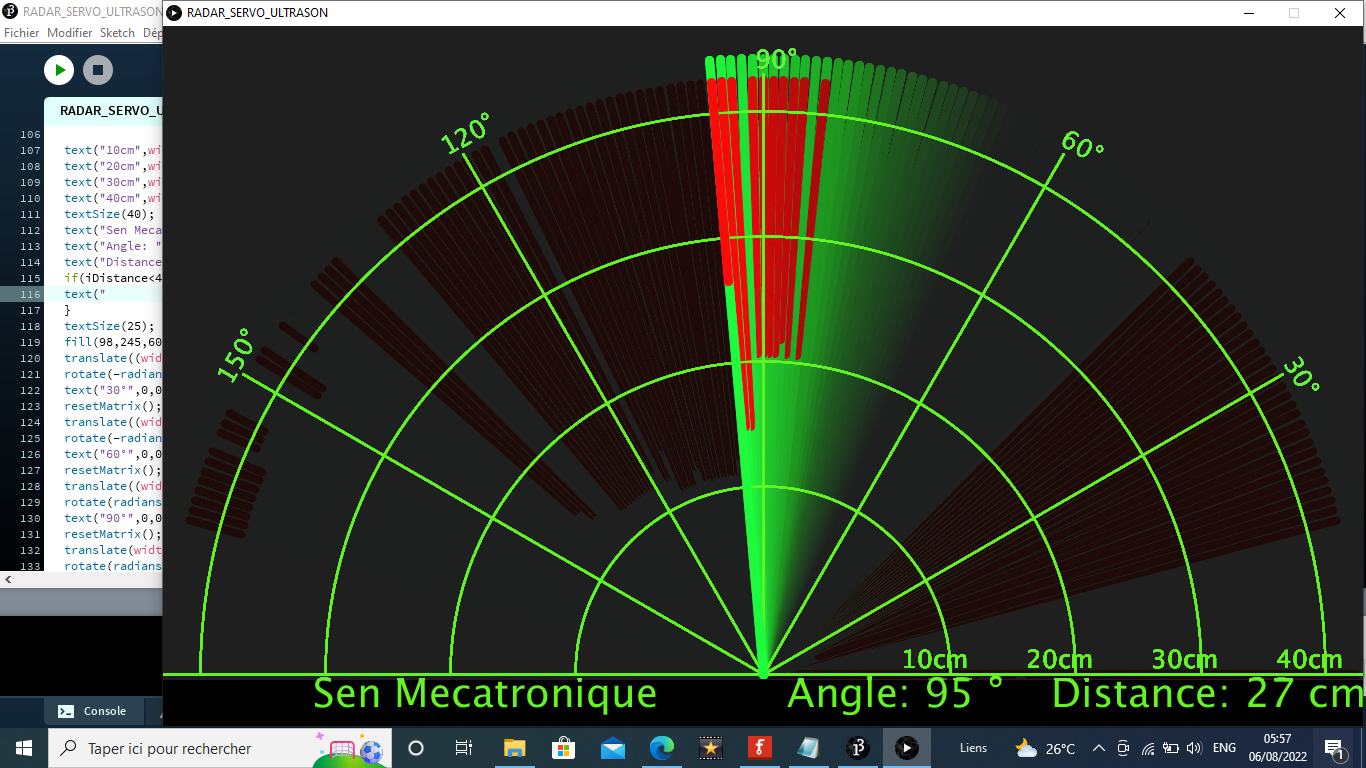 RADAR_SERVO_ULTRASON
RADAR_SERVO_ULTRASON
Fichier Modifier Sketch Dép
RADAR_SERVO_U
106
107 text("10cm",wi
108 text("20cm",wi
109 text("30cm",wi
110 text("40cm",wi
111 textSize(40);
112 text("Sen Meca
113 text("Angle: "
114 text("Distance
115 if(iDistance<4
116 text("
117 }
118 textSize(25);
119 fill(98,245,60
120 translate((wid
121 rotate(-radian
122 text("30°",0,0
123 resetMatrix();
124 translate((wid
125 rotate(-radian
126 text("60°",0,0
127 resetMatrix();
128 translate((wid
129 rotate(radians
130 text("90°",0,0
131 resetMatrix();
132 translate(widt
133 rotate(radians
90°
120°
60°
150°
30°
10cm 20cm 30cm 40cm
Sen Mecatronique Angle: 95 ° Distance: 27 cm
Console
Taper ici pour rechercher
Liens
26°C
ENG
05:57
06/08/2022
1